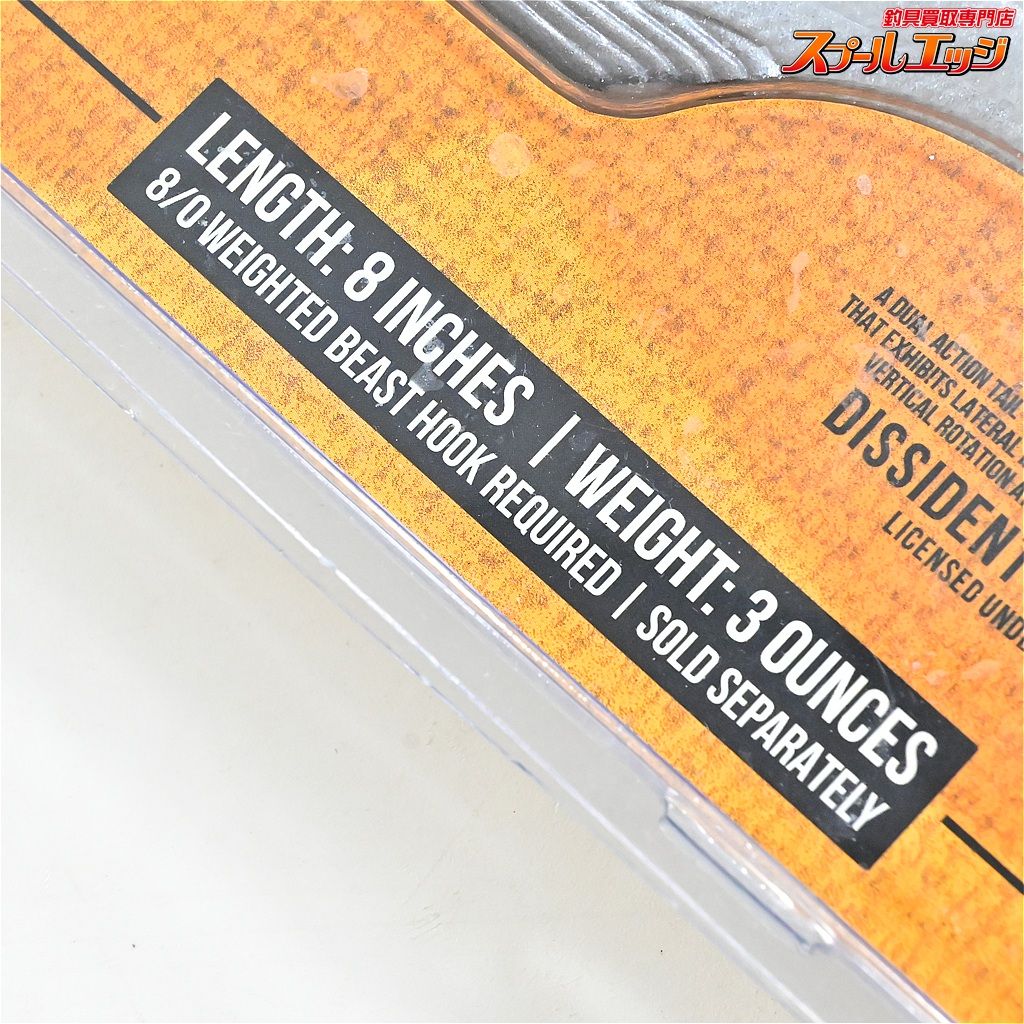 釣具買取専門店
スプールエッジ
LENGTH: 8 INCHES | WEIGHT: 3 OUNCES
8/0 WEIGHTED BEAST HOOK REQUIRED | SOLD SEPARATELY
A DUAL ACTION TAIL
THAT EXHIBITS LATERAL
VERTICAL ROTATION
DISSIDENT
LICENSED UNDE